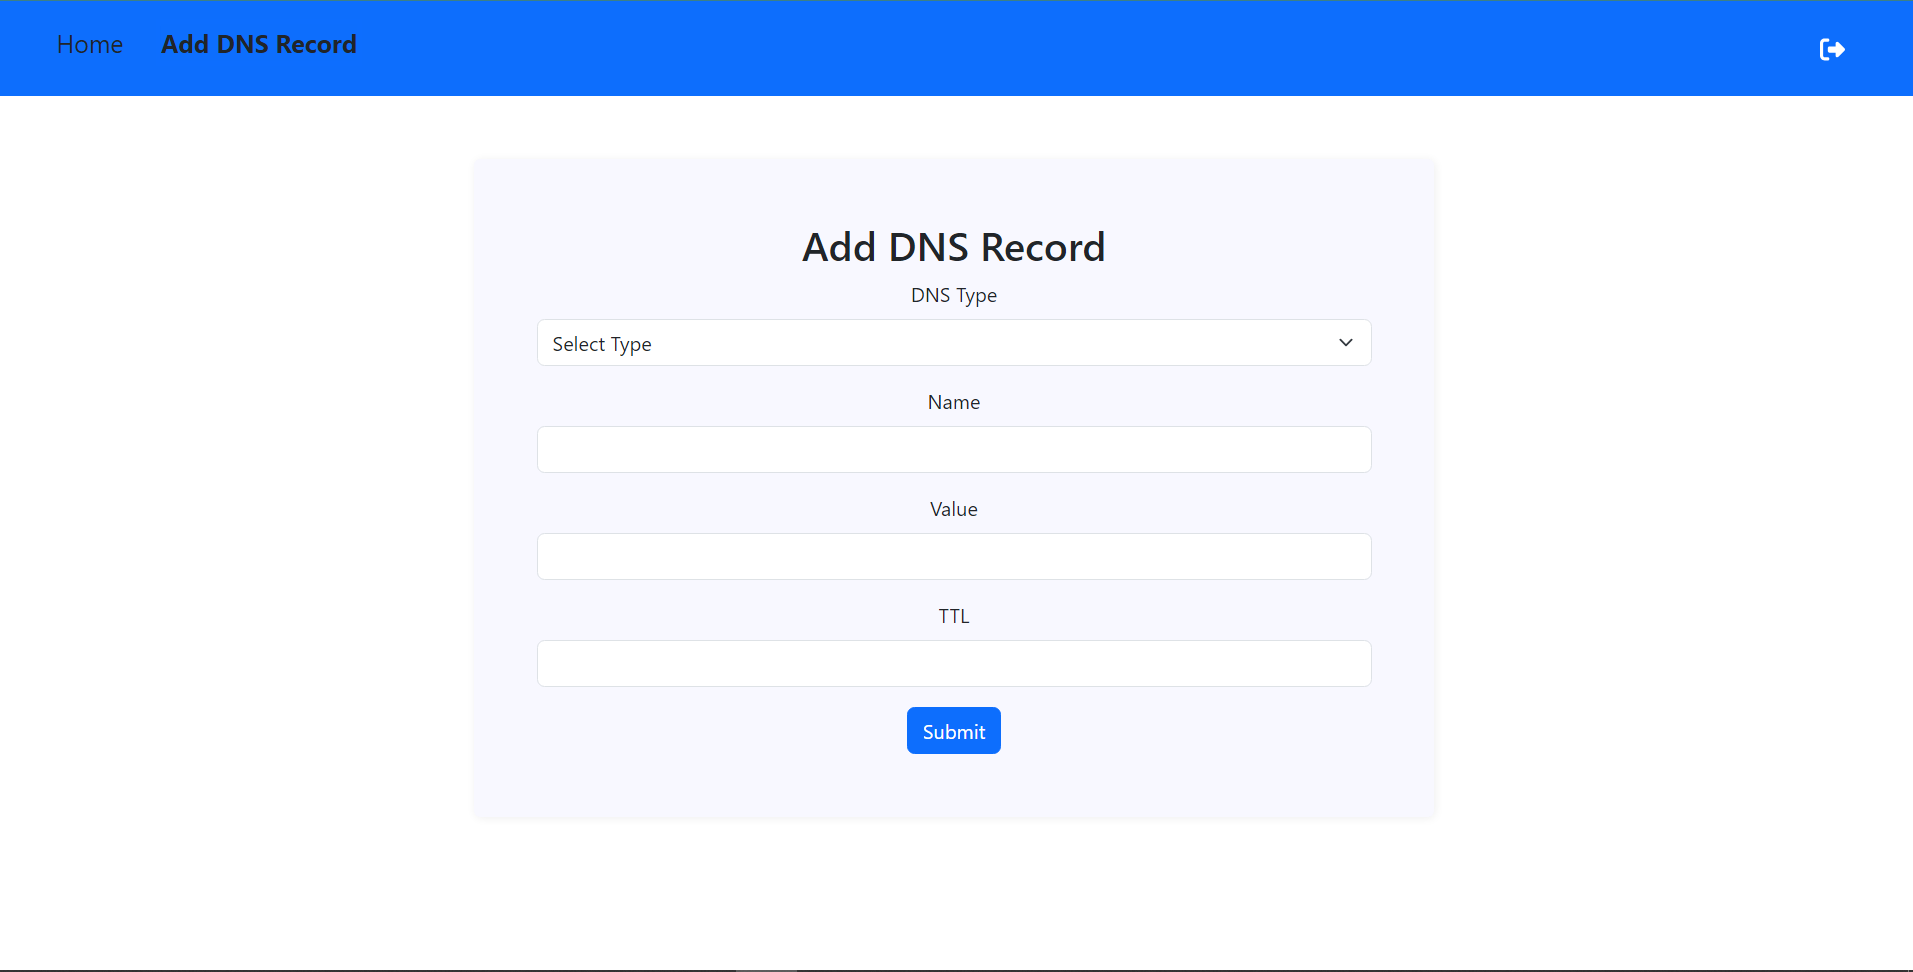 Home Add DNS Record
Add DNS Record
DNS Type
Select Type
Name
Value
TTL
Submit